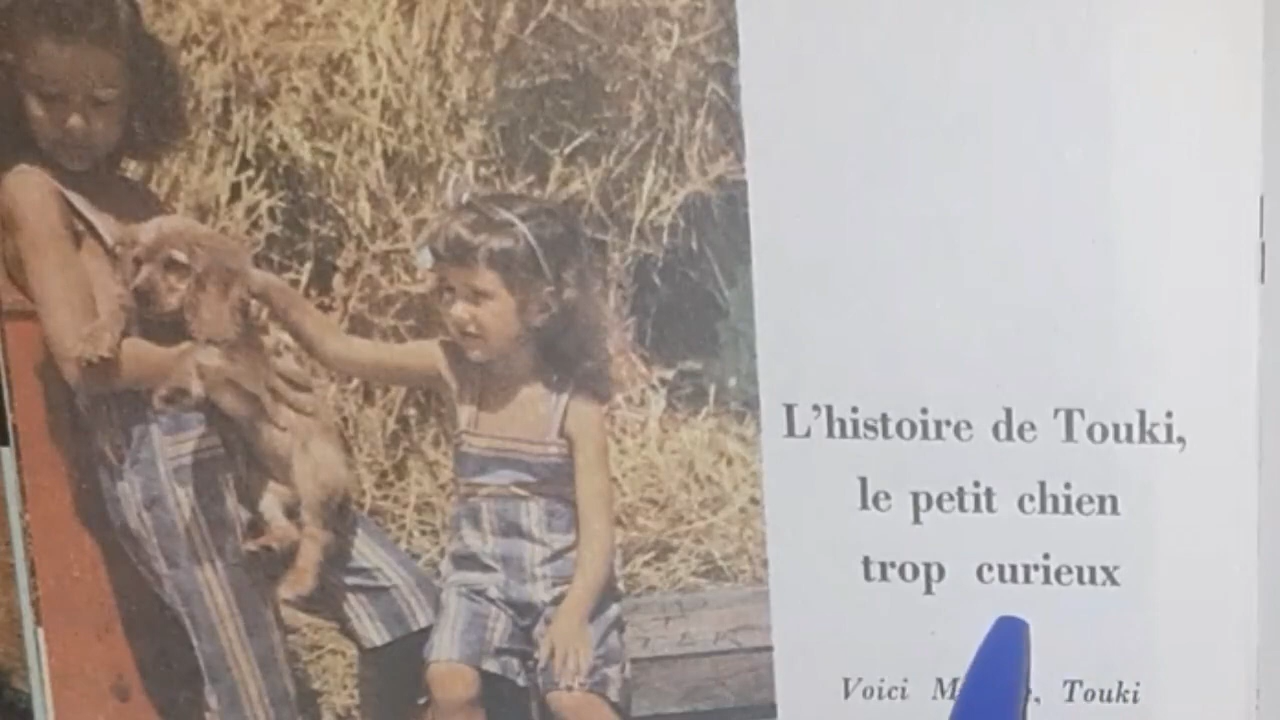 L'histoire de Touki,
le petit chien
trop curieux
Voici Touki